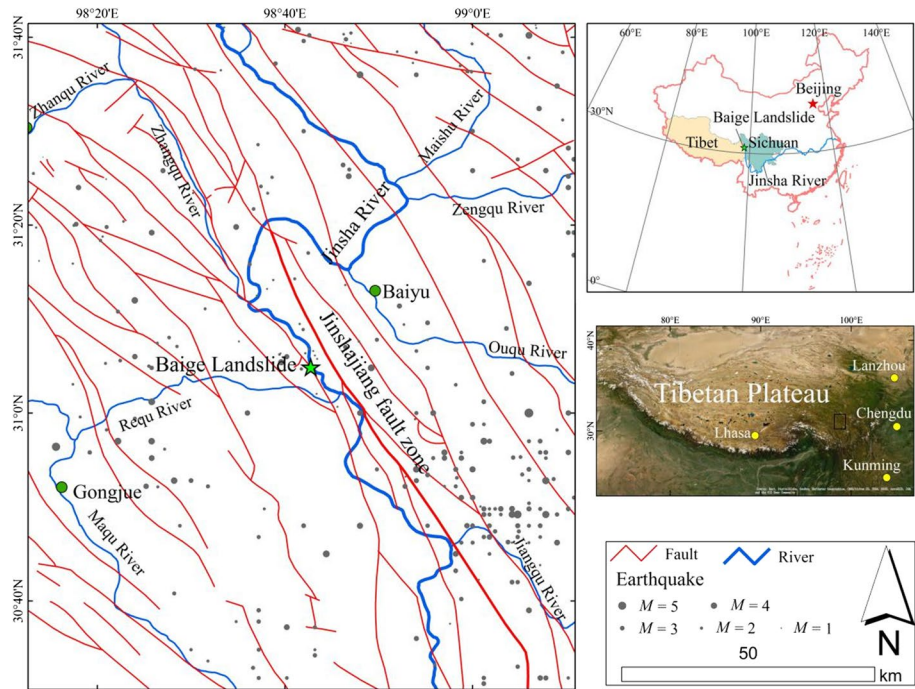 98°20'E
98°40'E
99°0'E
31°40'N
31°20'N
31°0'N
30°40'N
Zhanqu River
Zhangqu River
Maishu River
Zengqu River
Jinsha River
Baiyu
Ouqu River
Jinshajiang fault zone
Baige Landslide
Requ River
Gongjue
Maqu River
Jiangqu River
60°E
80°E
100°E
120°E
140°E
30°N
0°
Beijing
Baige Landslide
Tibet
Sichuan
Jinsha River
80°E
90°E
100°E
40°N
30°N
Tibetan Plateau
Lanzhou
Chengdu
Lhasa
Kunming
Fault
River
Earthquake
M = 5
M = 4
M = 3
M = 2
M = 1
N
50
km